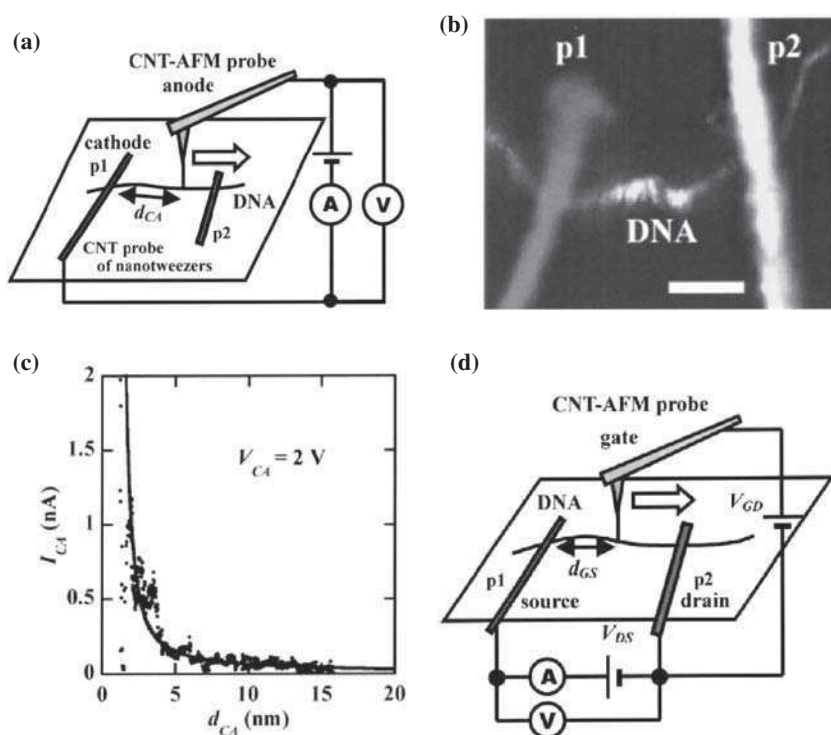 (a)
CNT-AFM probe
anode
cathode
p1
d_CA
DNA
p2
CNT probe
of nanotweezers
A
V
(b)
p1
p2
DNA
(c)
2
1.5
1
0.5
0
I_CA (nA)
V_CA = 2 V
0 5 10 15 20
d_CA (nm)
(d)
CNT-AFM probe
gate
DNA
V_GD
d_GS
p1
source
p2
drain
V_DS
A
V